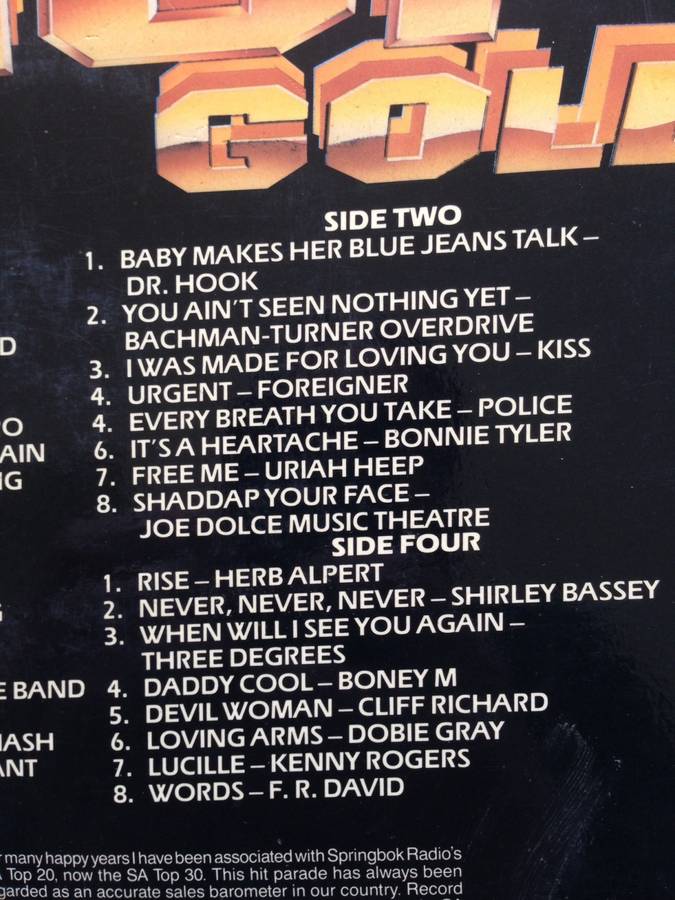 GOLD
SIDE TWO
1. BABY MAKES HER BLUE JEANS TALK –
DR. HOOK
2. YOU AIN'T SEEN NOTHING YET –
BACHMAN-TURNER OVERDRIVE
3. I WAS MADE FOR LOVING YOU – KISS
4. URGENT – FOREIGNER
4. EVERY BREATH YOU TAKE – POLICE
6. IT'S A HEARTACHE – BONNIE TYLER
7. FREE ME – URIAH HEEP
8. SHADDAP YOUR FACE –
JOE DOLCE MUSIC THEATRE
SIDE FOUR
1. RISE – HERB ALPERT
2. NEVER, NEVER, NEVER – SHIRLEY BASSEY
3. WHEN WILL I SEE YOU AGAIN –
THREE DEGREES
4. DADDY COOL – BONEY M
5. DEVIL WOMAN – CLIFF RICHARD
6. LOVING ARMS – DOBIE GRAY
7. LUCILLE – KENNY ROGERS
8. WORDS – F. R. DAVID
BAND
many happy years I have been associated with Springbok Radio's
Top 20, now the SA Top 30. This hit parade has always been
garded as an accurate sales barometer in our country. Record